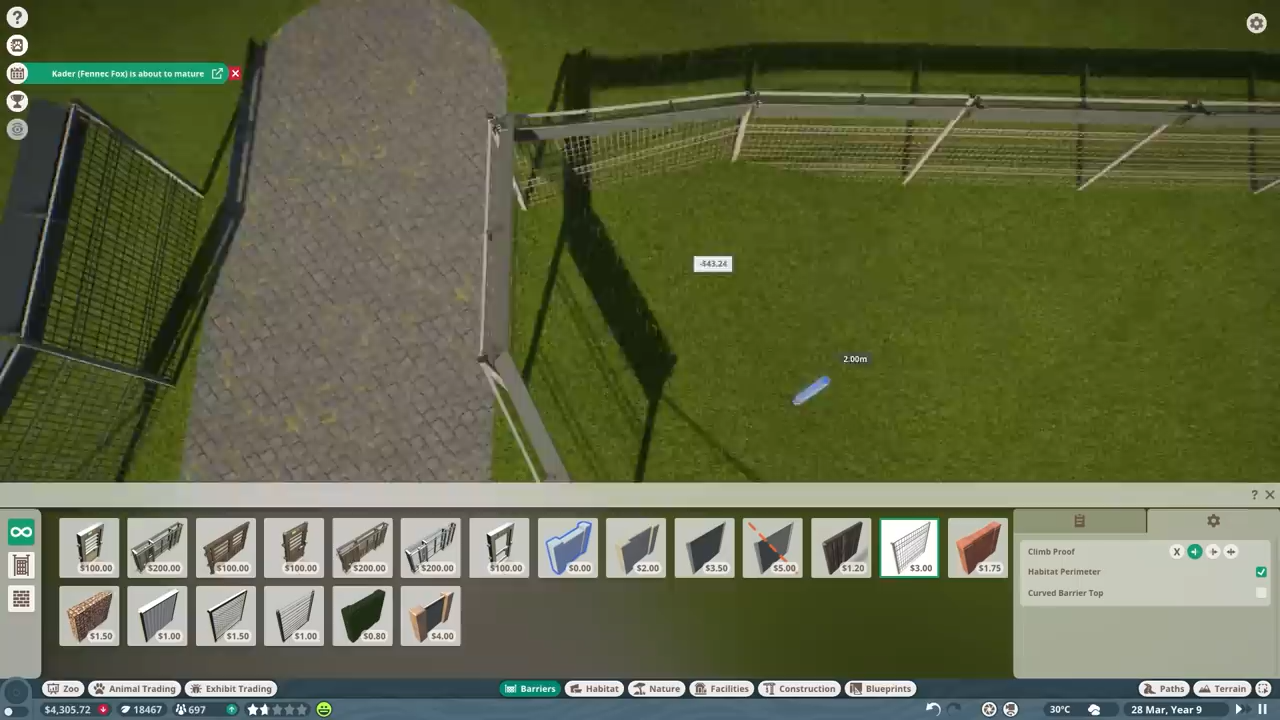 ?
Kader (Fennec Fox) is about to mature
-$43.24
2.00m
? X
$100.00 $200.00 $100.00 $100.00 $200.00 $200.00 $100.00 $0.00 $2.00 $3.50 $5.00 $1.20 $3.00 $1.75
$1.50 $1.00 $1.50 $1.00 $0.80 $4.00
Climb Proof X
Habitat Perimeter
Curved Barrier Top
Zoo Animal Trading Exhibit Trading Barriers Habitat Nature Facilities Construction Blueprints Paths Terrain
$4,305.72 18467 697 30°C 28 Mar, Year 9